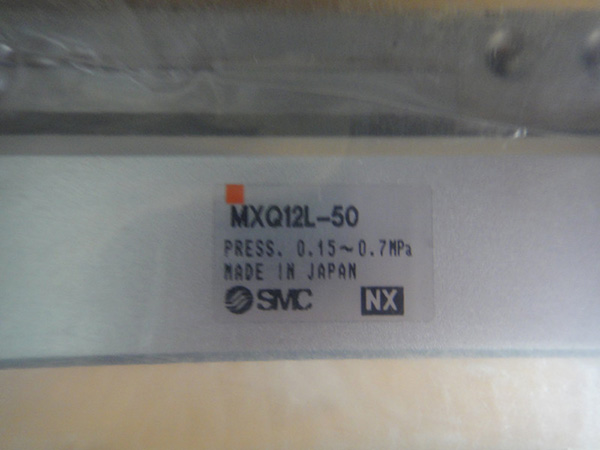 MXQ12L-50
PRESS. 0.15~0.7MPa
MADE IN JAPAN
SMC NX